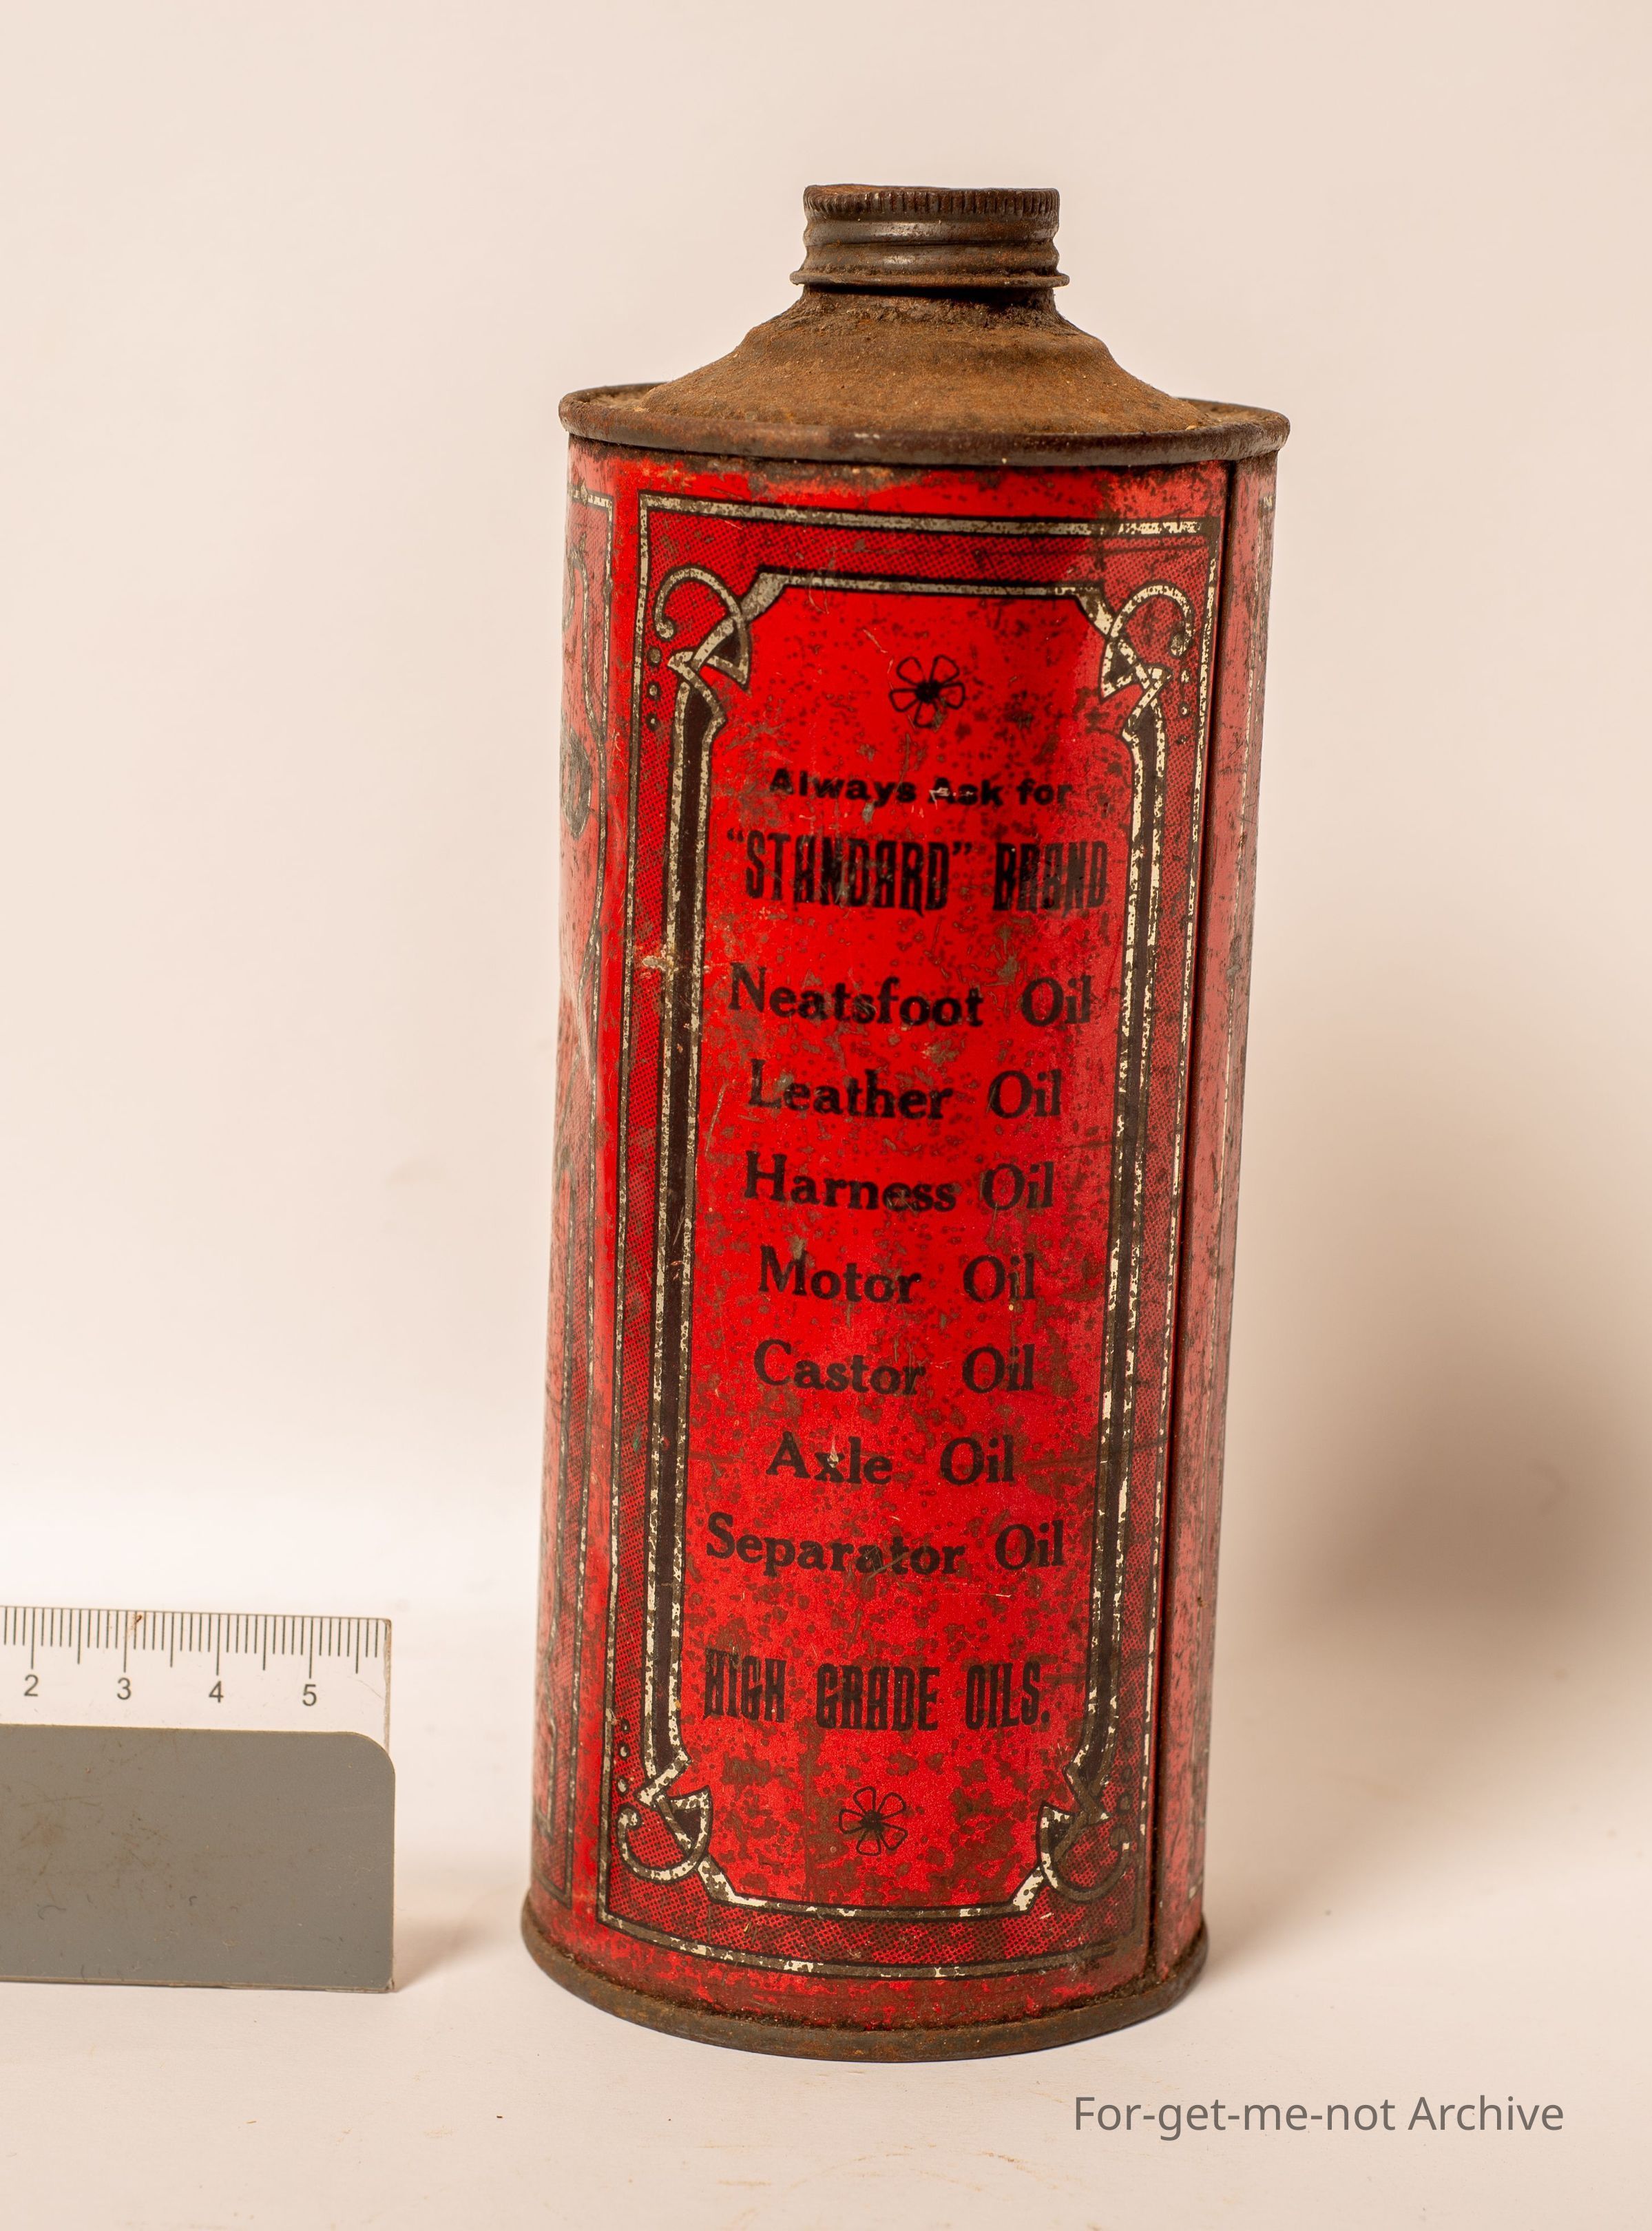 Always Ask for
"STANDARD" BRAND
Neatsfoot Oil
Leather Oil
Harness Oil
Motor Oil
Castor Oil
Axle Oil
Separator Oil
HIGH GRADE OILS.
2 3 4 5
For-get-me-not Archive